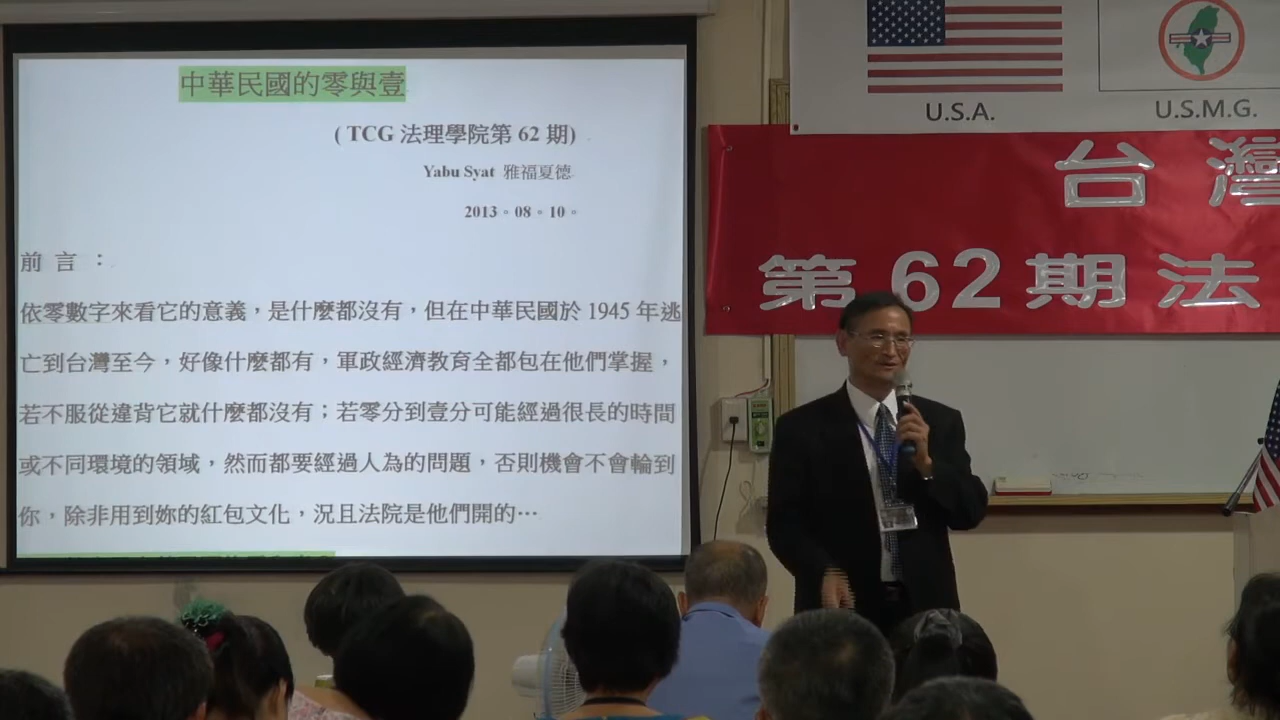 中華民國的零與壹
( TCG 法理學院第 62 期)
Yabu Syat 雅福夏德
2013。08。10。
前 言 ：
依零數字來看它的意義，是什麼都沒有，但在中華民國於 1945 年逃
亡到台灣至今，好像什麼都有，軍政經濟教育全都包在他們掌握，
若不服從違背它就什麼都沒有；若零分到壹分可能經過很長的時間
或不同環境的領域，然而都要經過人為的問題，否則機會不會輪到
你，除非用到妳的紅包文化，況且法院是他們開的…
U.S.A.
U.S.M.G.
台 灣
第 62 期 法